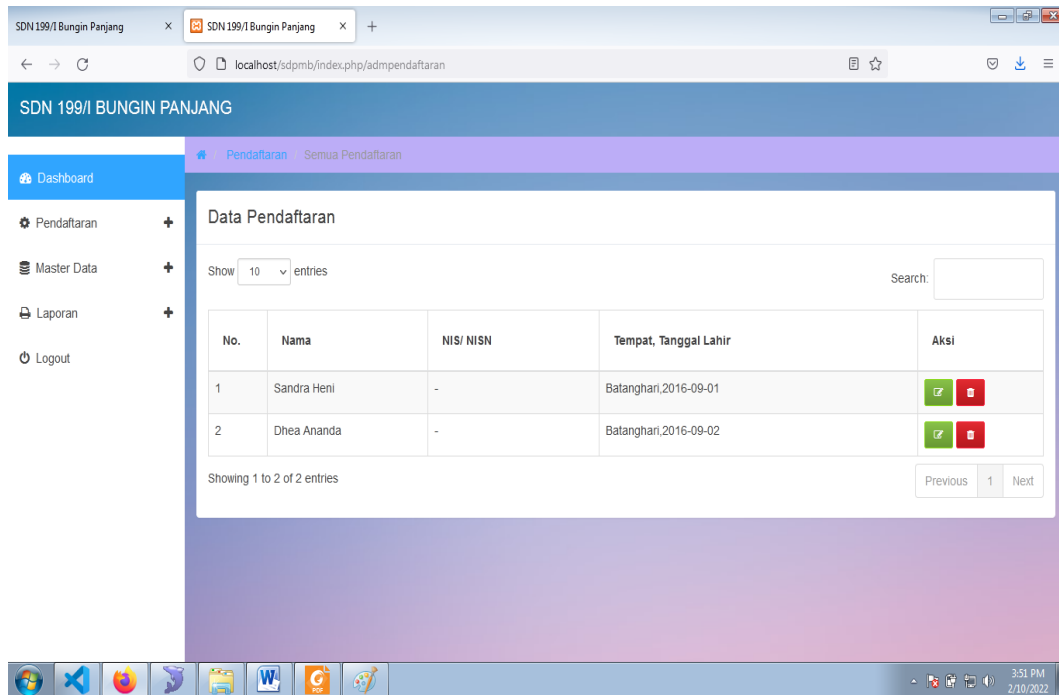 SDN 199/I Bungin Panjang
SDN 199/I Bungin Panjang
localhost/sdpmb/index.php/admpendaftaran
SDN 199/I BUNGIN PANJANG
/ Pendaftaran / Semua Pendaftaran
Dashboard
Pendaftaran
Master Data
Laporan
Logout
Data Pendaftaran
Show 10 entries
Search:
No. Nama NIS/ NISN Tempat, Tanggal Lahir Aksi
1 Sandra Heni - Batanghari,2016-09-01
2 Dhea Ananda - Batanghari,2016-09-02
Showing 1 to 2 of 2 entries
Previous 1 Next
3:51 PM
2/10/2022